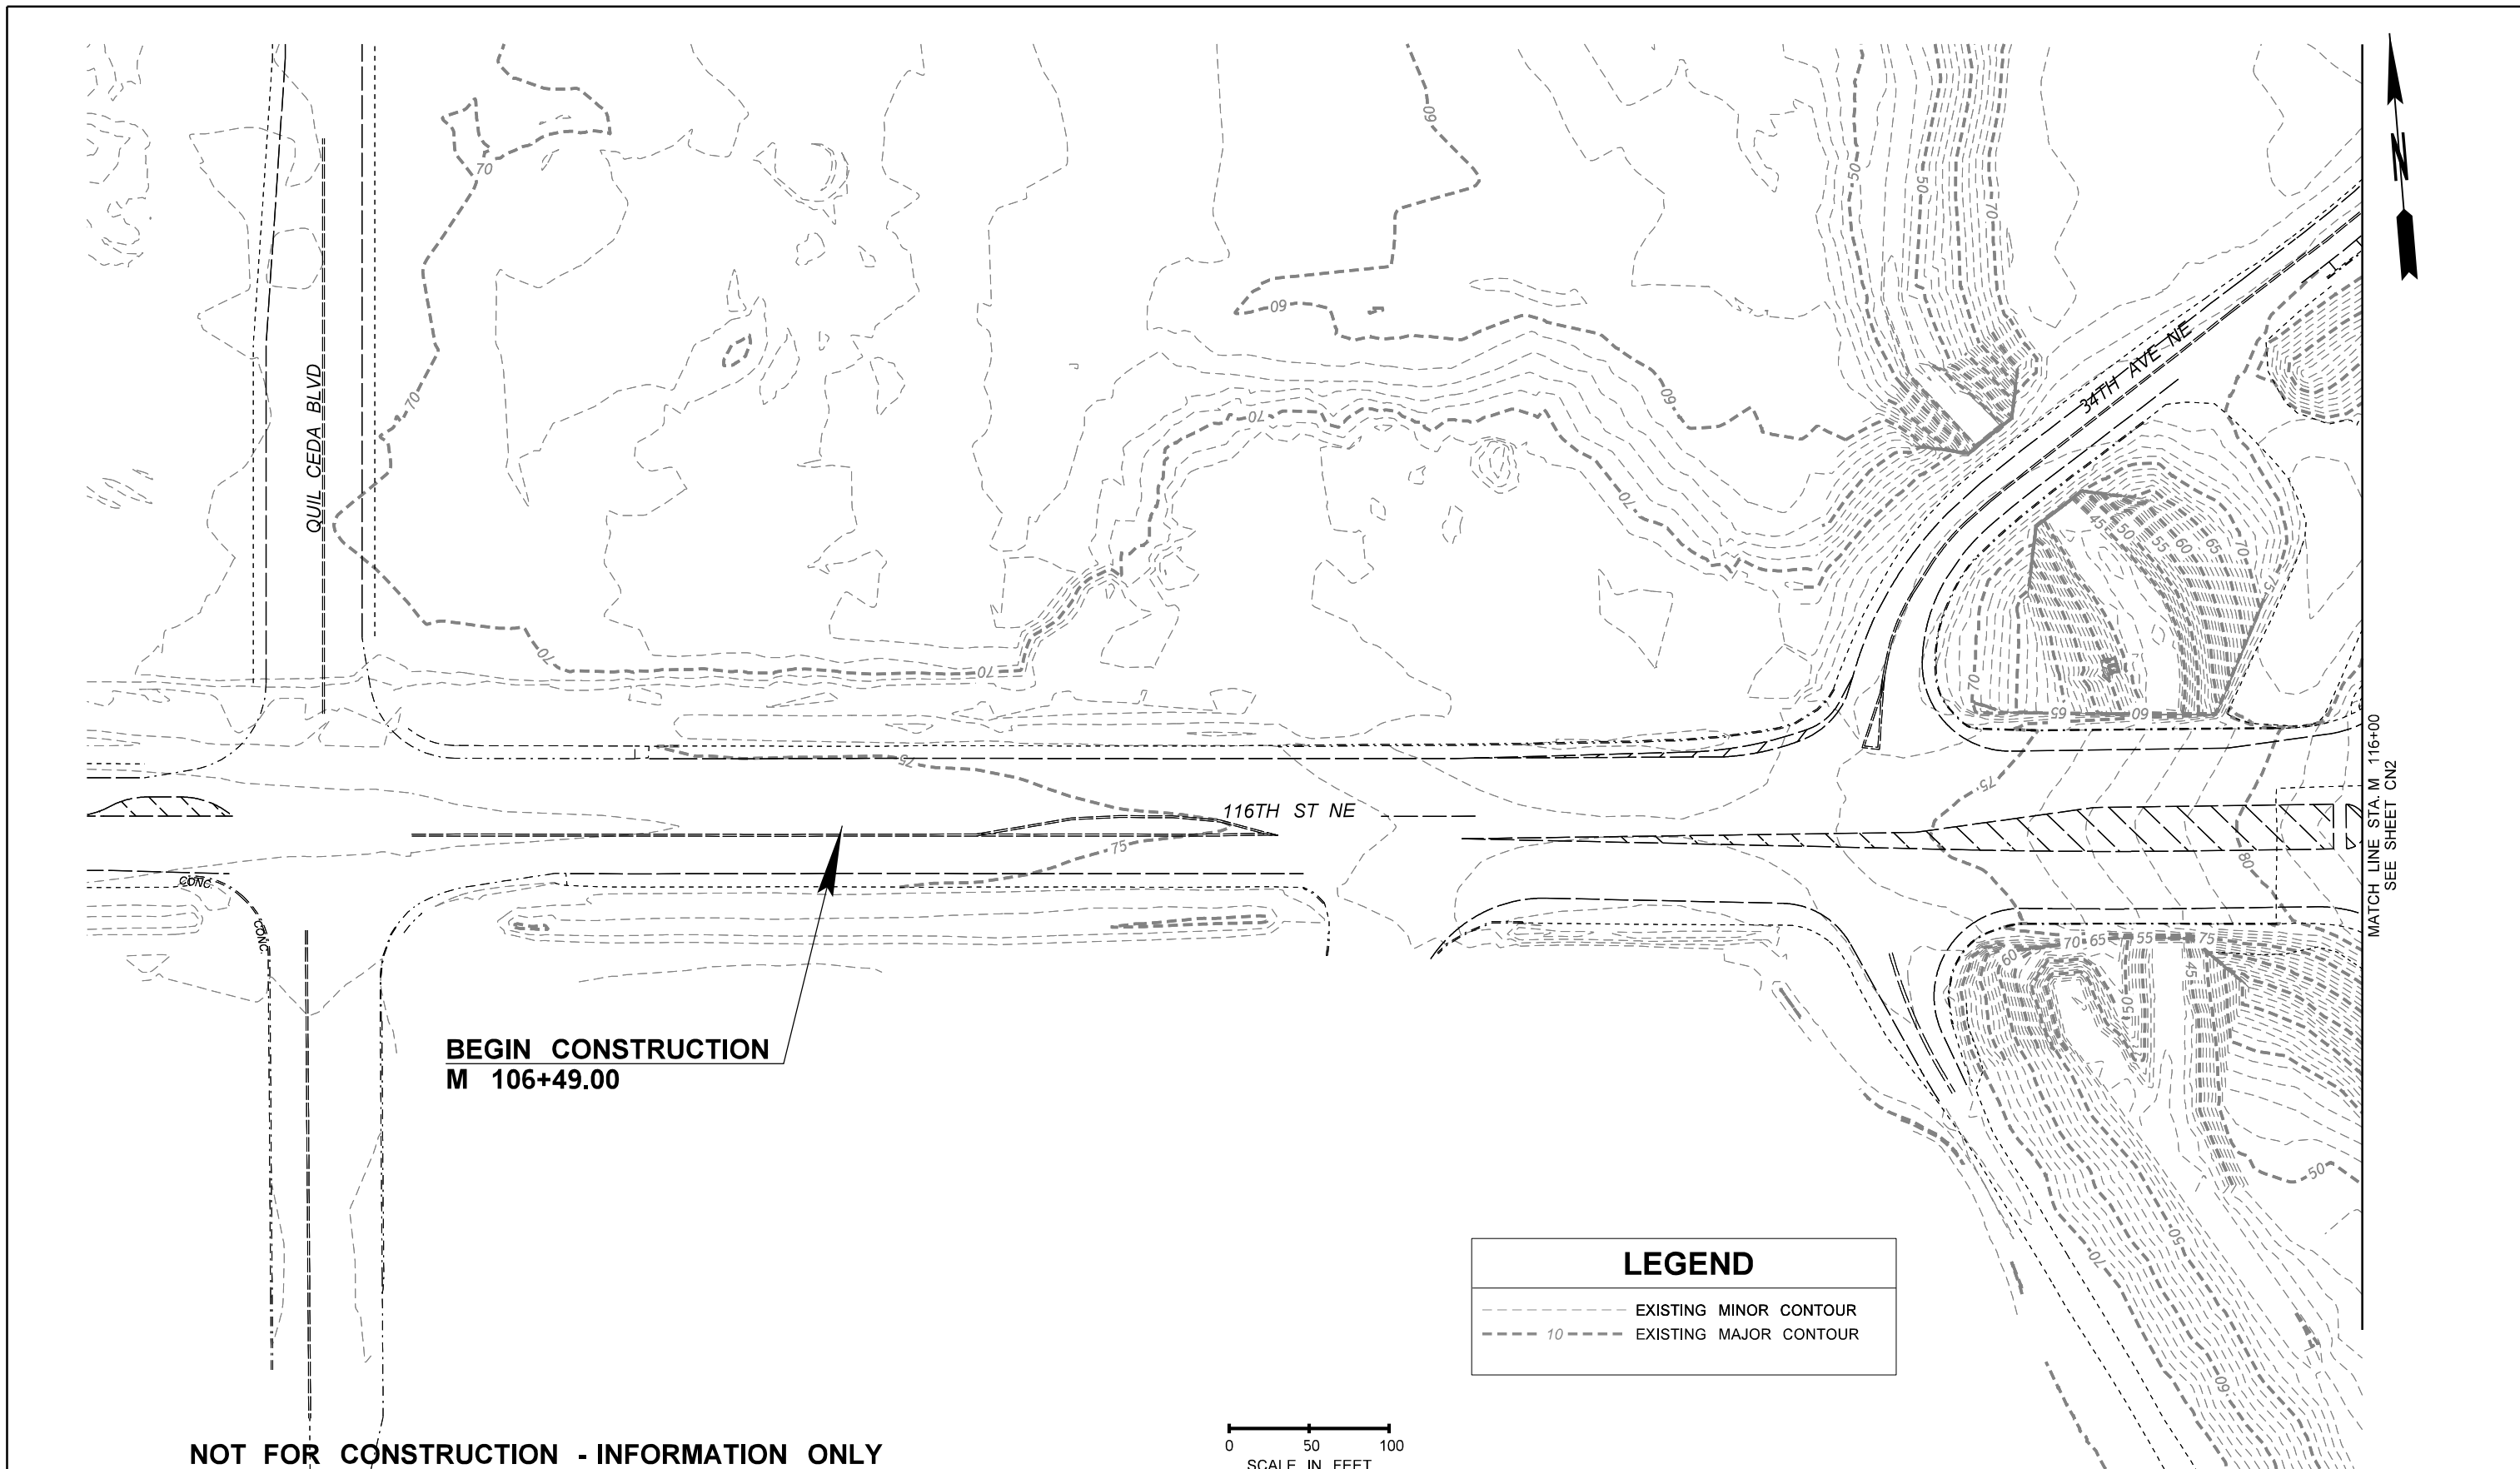 N
70
60
50
50
70
60
34TH AVE NE
QUIL CEDA BLVD
70
60
70
70
45
50
55
60
65
70
75
70
70
70
65
60
75
75
116TH ST NE
75
80
MATCH LINE STA. M 116+00
SEE SHEET CN2
CONC.
CONC.
70
65
55
75
60
45
50
BEGIN CONSTRUCTION
M 106+49.00
50
50
70
60
LEGEND
EXISTING MINOR CONTOUR
10
EXISTING MAJOR CONTOUR
NOT FOR CONSTRUCTION - INFORMATION ONLY
0 50 100
SCALE IN FEET